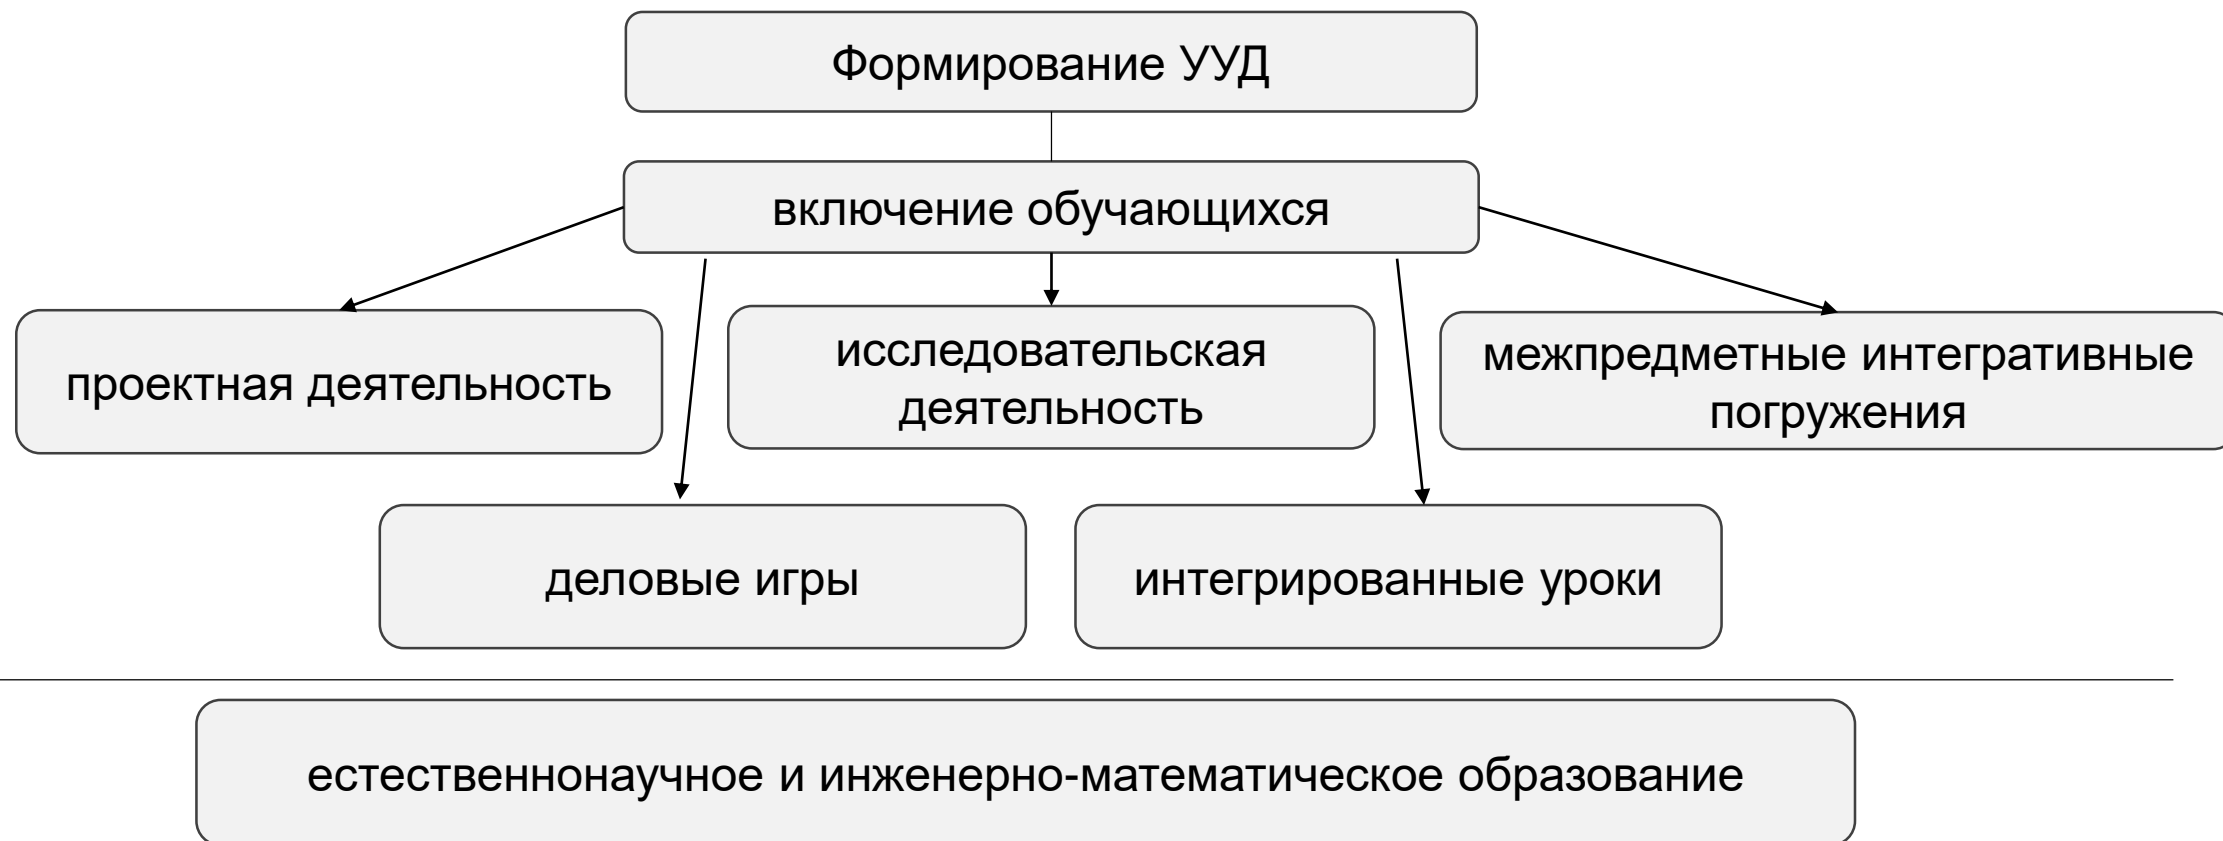 Формирование УУД
включение обучающихся
проектная деятельность
исследовательская
деятельность
межпредметные интегративные
погружения
деловые игры
интегрированные уроки
естественнонаучное и инженерно-математическое образование